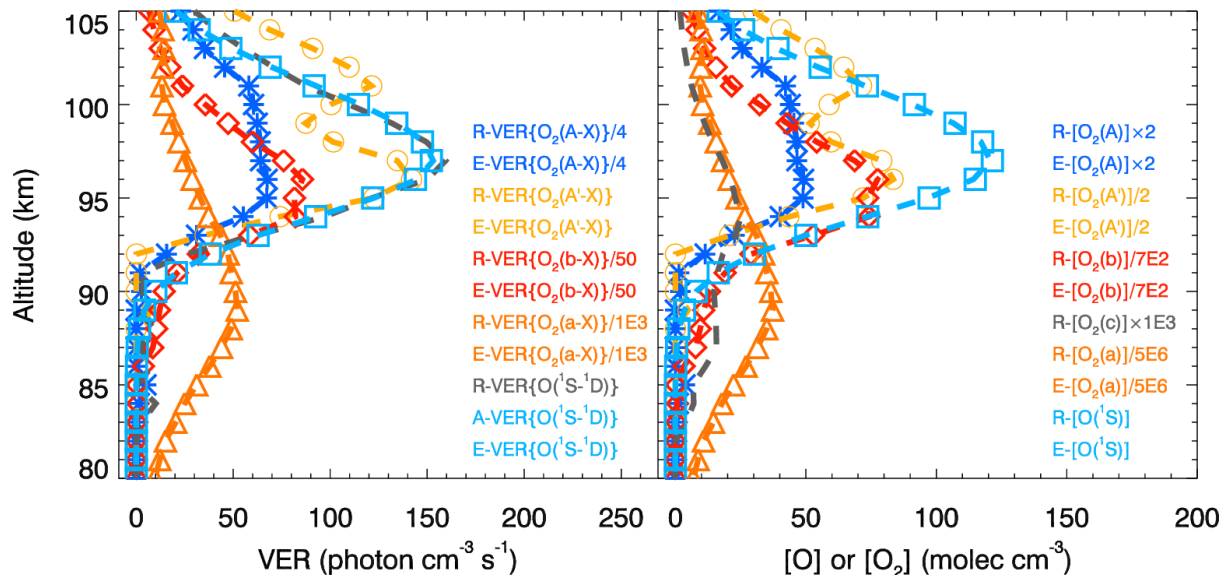 105
100
95
90
85
80
Altitude (km)
R-VER{O₂(A-X)}/4
E-VER{O₂(A-X)}/4
R-VER{O₂(A'-X)}
E-VER{O₂(A'-X)}
R-VER{O₂(b-X)}/50
E-VER{O₂(b-X)}/50
R-VER{O₂(a-X)}/1E3
E-VER{O₂(a-X)}/1E3
R-VER{O(¹S-¹D)}
A-VER{O(¹S-¹D)}
E-VER{O(¹S-¹D)}
0 50 100 150 200 250
VER (photon cm⁻³ s⁻¹)
R-[O₂(A)]×2
E-[O₂(A)]×2
R-[O₂(A')]/2
E-[O₂(A')]/2
R-[O₂(b)]/7E2
E-[O₂(b)]/7E2
R-[O₂(c)]×1E3
R-[O₂(a)]/5E6
E-[O₂(a)]/5E6
R-[O(¹S)]
E-[O(¹S)]
0 50 100 150 200
[O] or [O₂] (molec cm⁻³)